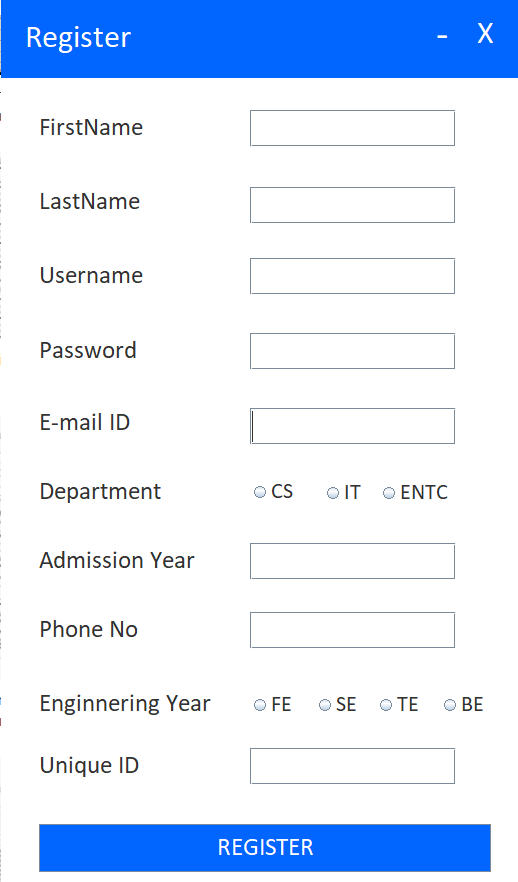 Register - X
FirstName
LastName
Username
Password
E-mail ID
Department CS IT ENTC
Admission Year
Phone No
Enginnering Year FE SE TE BE
Unique ID
REGISTER